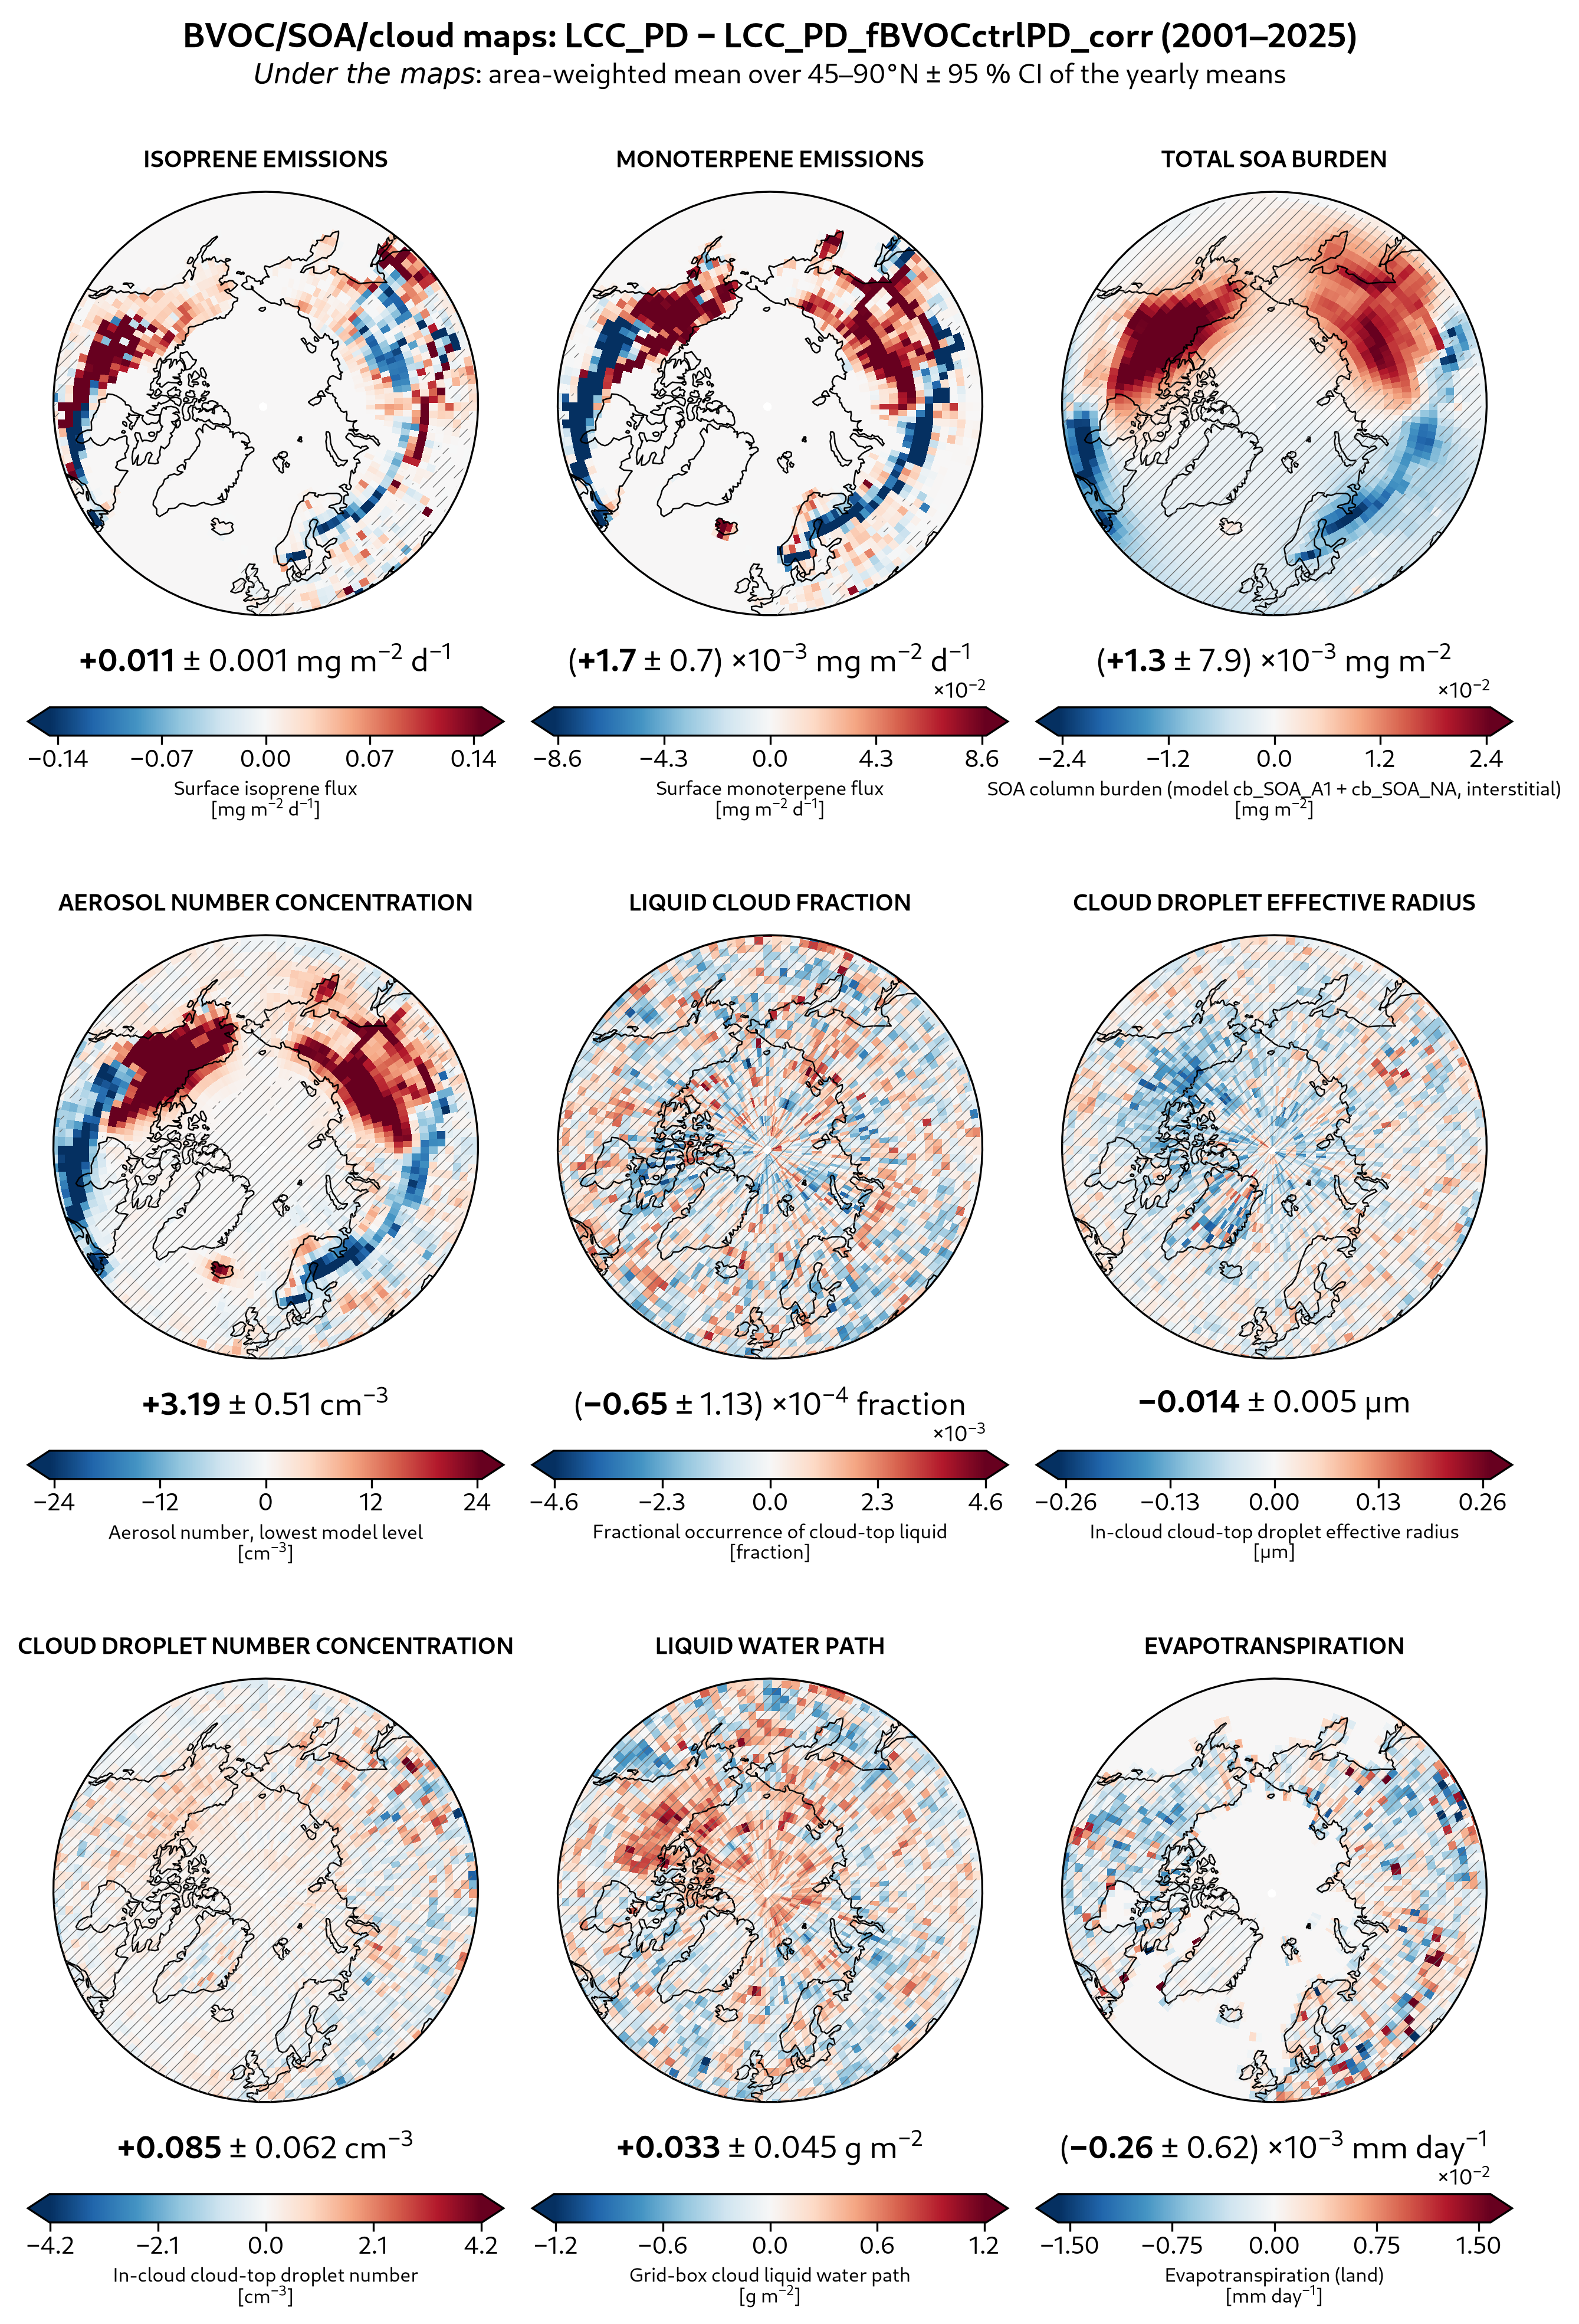 BVOC/SOA/cloud maps: LCC_PD − LCC_PD_fBVOCctrlPD_corr (2001–2025)
Under the maps: area-weighted mean over 45–90°N ± 95 % CI of the yearly means
ISOPRENE EMISSIONS
MONOTERPENE EMISSIONS
TOTAL SOA BURDEN
+0.011 ± 0.001 mg m⁻² d⁻¹
(+1.7 ± 0.7) ×10⁻³ mg m⁻² d⁻¹
(+1.3 ± 7.9) ×10⁻³ mg m⁻²
×10⁻²
×10⁻²
−0.14 −0.07 0.00 0.07 0.14
−8.6 −4.3 0.0 4.3 8.6
−2.4 −1.2 0.0 1.2 2.4
Surface isoprene flux
[mg m⁻² d⁻¹]
Surface monoterpene flux
[mg m⁻² d⁻¹]
SOA column burden (model cb_SOA_A1 + cb_SOA_NA, interstitial)
[mg m⁻²]
AEROSOL NUMBER CONCENTRATION
LIQUID CLOUD FRACTION
CLOUD DROPLET EFFECTIVE RADIUS
+3.19 ± 0.51 cm⁻³
(−0.65 ± 1.13) ×10⁻⁴ fraction
−0.014 ± 0.005 µm
×10⁻³
−24 −12 0 12 24
−4.6 −2.3 0.0 2.3 4.6
−0.26 −0.13 0.00 0.13 0.26
Aerosol number, lowest model level
[cm⁻³]
Fractional occurrence of cloud-top liquid
[fraction]
In-cloud cloud-top droplet effective radius
[µm]
CLOUD DROPLET NUMBER CONCENTRATION
LIQUID WATER PATH
EVAPOTRANSPIRATION
+0.085 ± 0.062 cm⁻³
+0.033 ± 0.045 g m⁻²
(−0.26 ± 0.62) ×10⁻³ mm day⁻¹
×10⁻²
−4.2 −2.1 0.0 2.1 4.2
−1.2 −0.6 0.0 0.6 1.2
−1.50 −0.75 0.00 0.75 1.50
In-cloud cloud-top droplet number
[cm⁻³]
Grid-box cloud liquid water path
[g m⁻²]
Evapotranspiration (land)
[mm day⁻¹]